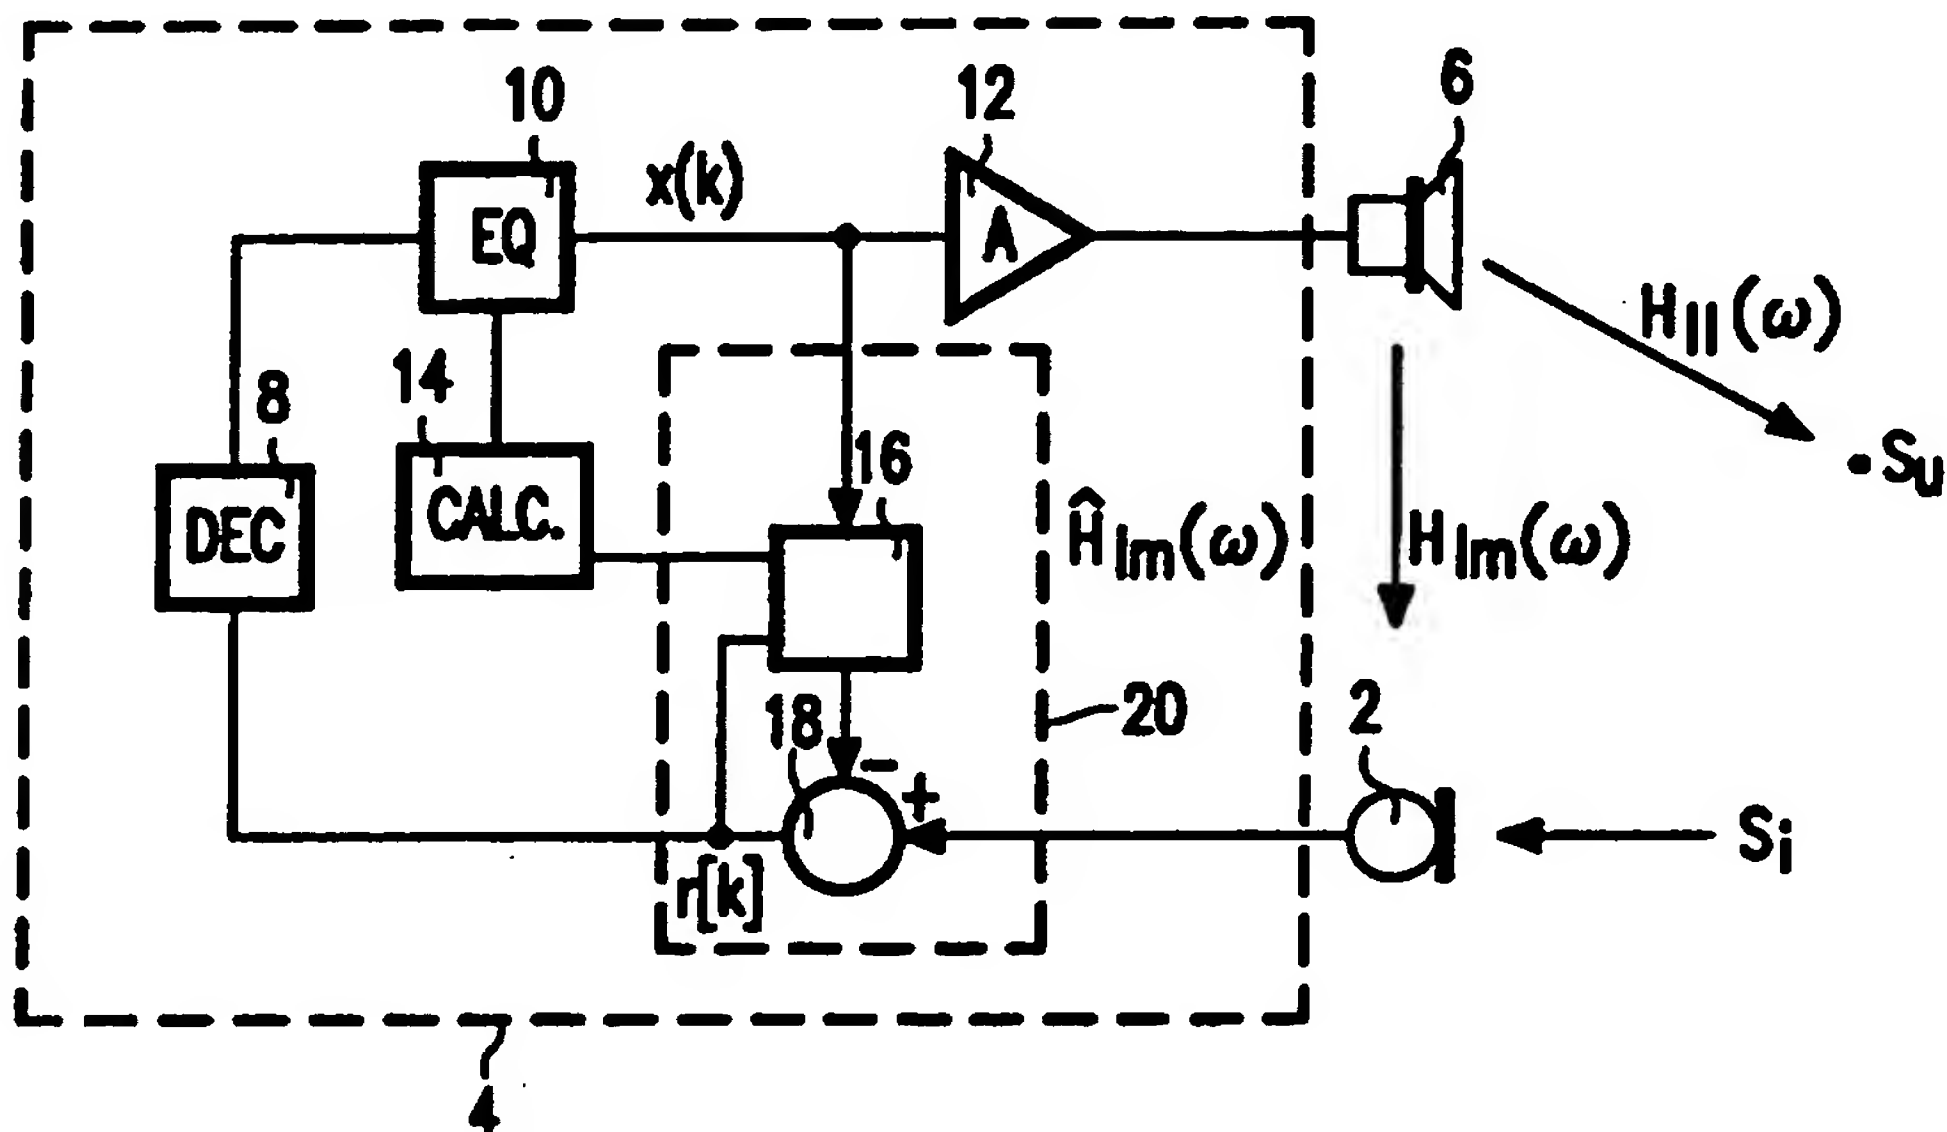 10
12
6
x(k)
EQ
A
H_ll(ω)
14
8
16
.S_u
DEC
CALC.
Ĥ_lm(ω)
H_lm(ω)
18
20
2
-
+
S_i
r[k]
4